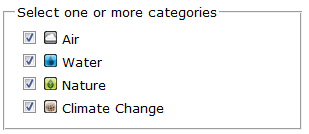 Select one or more categories
Air
Water
Nature
Climate Change